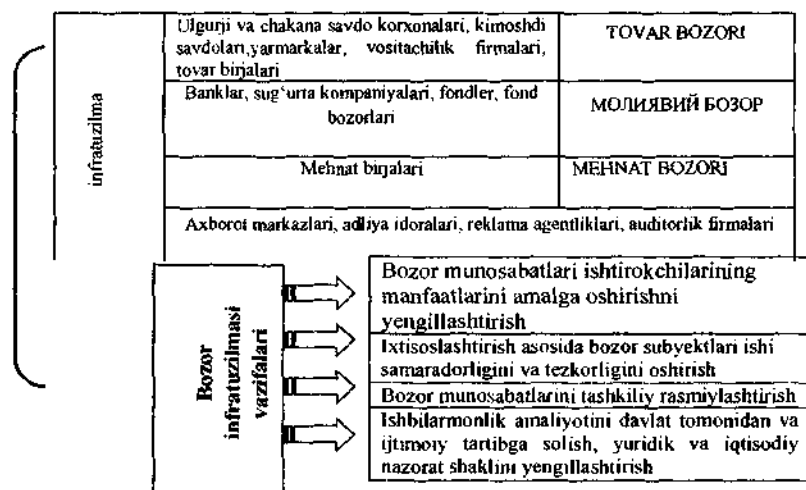 infratuzilma
Ulgurji va chakana savdo korxonalari, kimoshdi
savdolari,yarmarkalar, vositachilik firmalari,
tovar birjalari
TOVAR BOZORI
Banklar, sug‘urta kompaniyalari, fondler, fond
bozorlari
МОЛИЯВИЙ БОЗОР
Mehnat birjalari
MEHNAT BOZORI
Axborot markazlari, adliya idoralari, reklama agentliklari, auditorlik firmalari
Bozor
infratuzilmasi
vazifalari
Bozor munosabatlari ishtirokchilarining
manfaatlarini amalga oshirishni
yengillashtirish
Ixtisoslashtirish asosida bozor subyektlari ishi
samaradorligini va tezkorligini oshirish
Bozor munosabatlarini tashkiliy rasmiylashtirish
Ishbilarmonlik amaliyotini davlat tomonidan va
ijtimoiy tartibga solish, yuridik va iqtisodiy
nazorat shaklini yengillashtirish